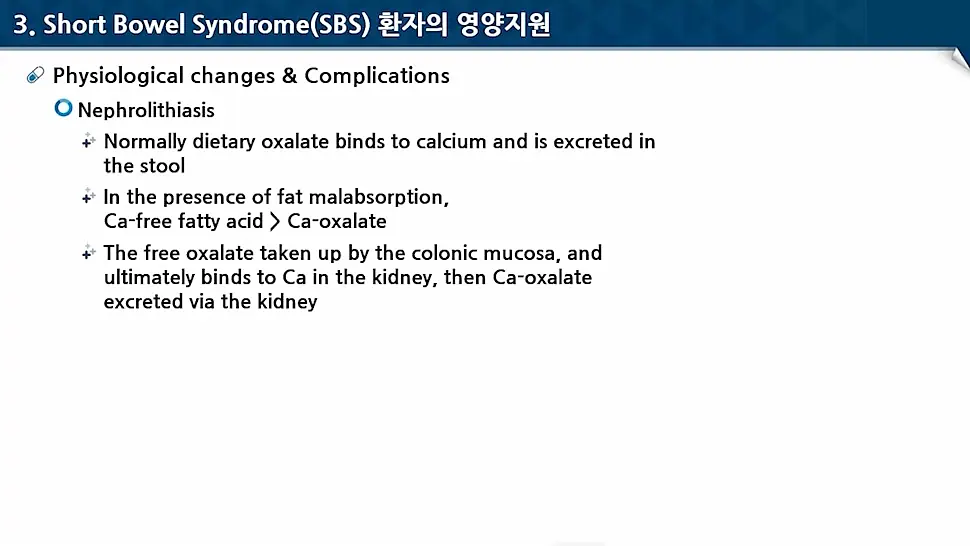 3. Short Bowel Syndrome(SBS) 환자의 영양지원
Physiological changes & Complications
Nephrolithiasis
Normally dietary oxalate binds to calcium and is excreted in
the stool
In the presence of fat malabsorption,
Ca-free fatty acid > Ca-oxalate
The free oxalate taken up by the colonic mucosa, and
ultimately binds to Ca in the kidney, then Ca-oxalate
excreted via the kidney